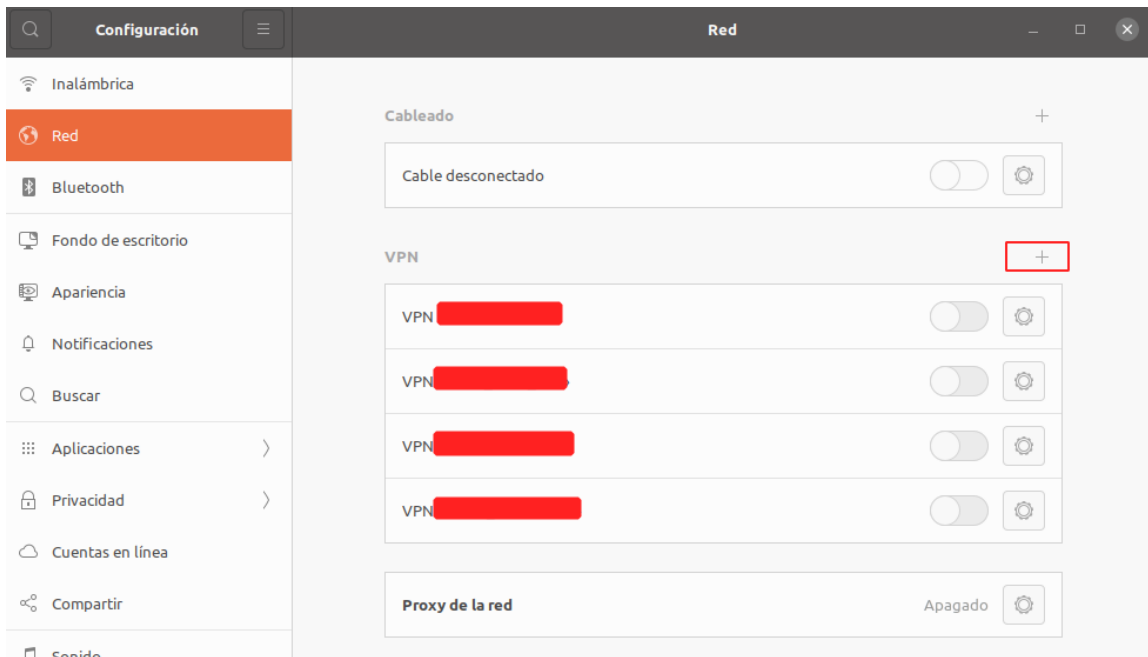 Configuración
Red
Inalámbrica
Red
Bluetooth
Fondo de escritorio
Apariencia
Notificaciones
Buscar
Aplicaciones
Privacidad
Cuentas en línea
Compartir
Sonido
Cableado
Cable desconectado
VPN
VPN
VPN
VPN
VPN
Proxy de la red
Apagado